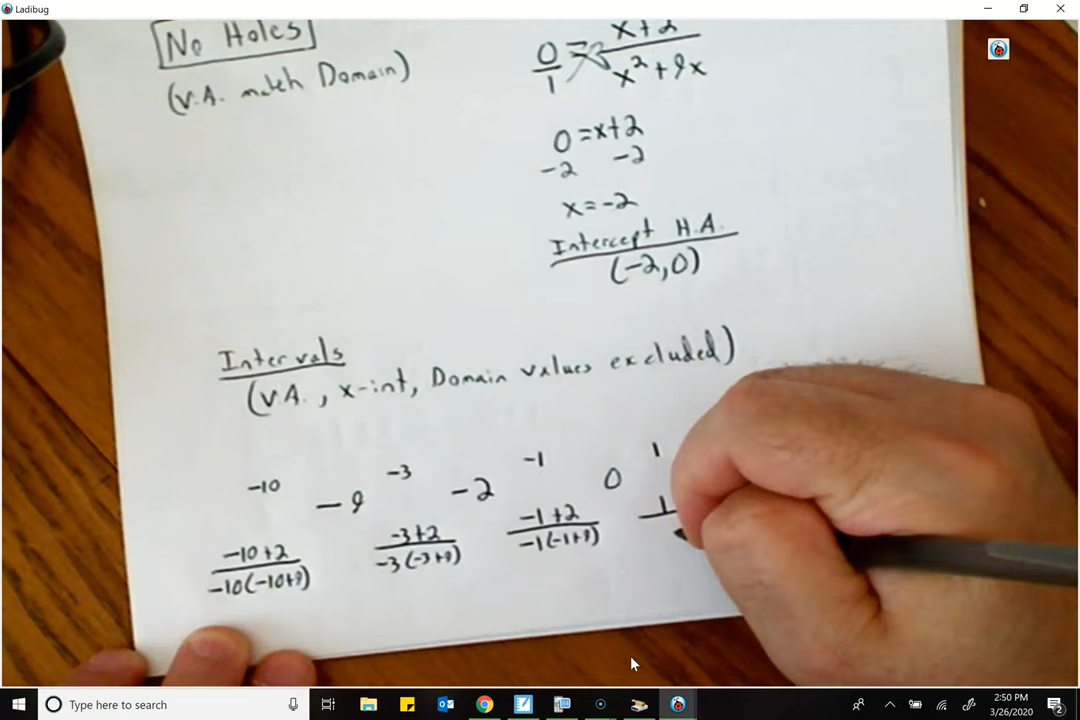 Ladibug
No Holes
(V.A. match Domain)
0/1 = x+2/x²+9x
0 = x+2
-2 -2
x = -2
Intercept H.A.
(-2,0)
Intervals
(V.A., x-int, Domain values excluded)
-10 -9 -3 -2 -1 0 1
-10+2/-10(-10+9) -3+2/-3(-3+9) -1+2/-1(-1+9) 1
Type here to search
2:50 PM
3/26/2020
2